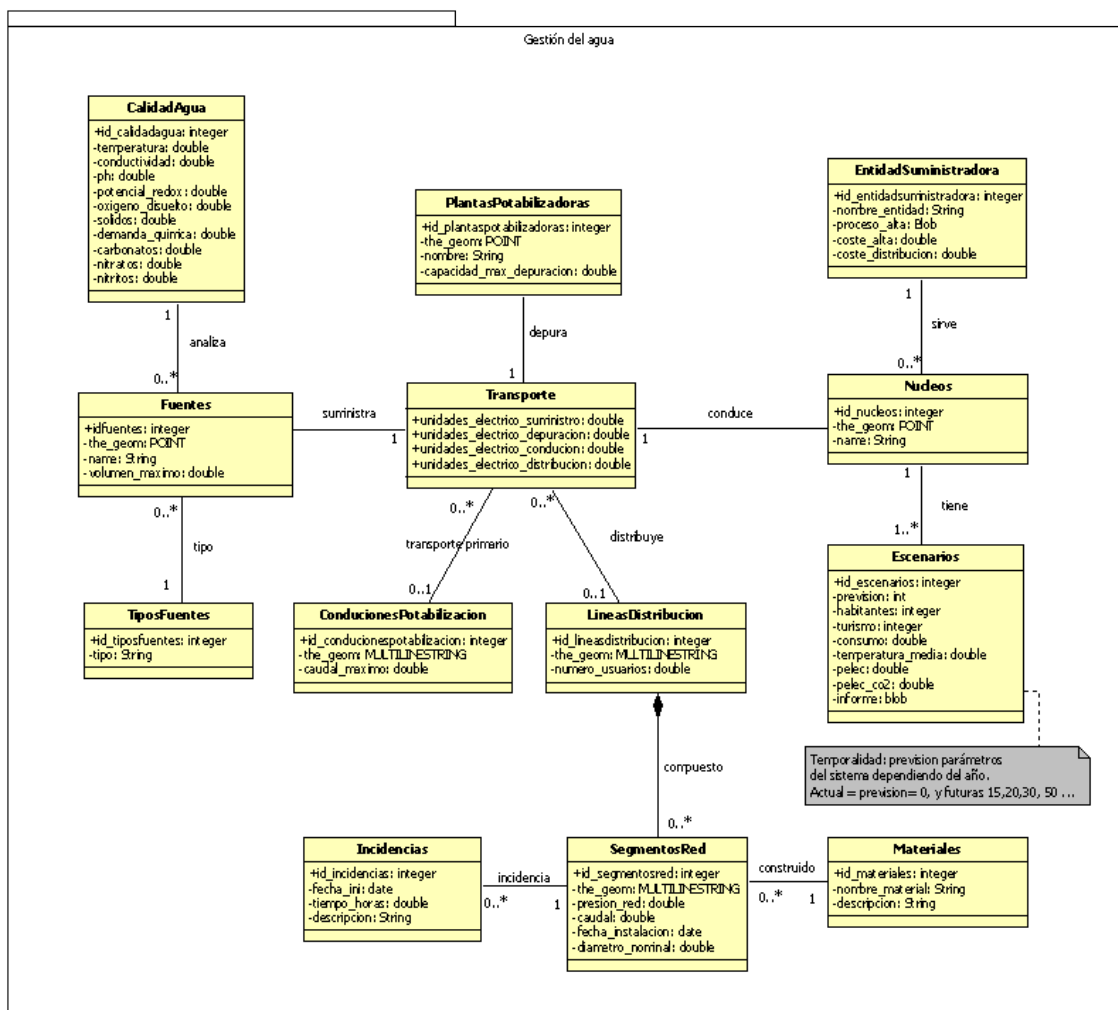 Gestión del agua
CalidadAgua
+id_calidadagua: integer
-temperatura: double
-conductividad: double
-ph: double
-potencial_redox: double
-oxigeno_disuelto: double
-solidos: double
-demanda_quimica: double
-carbonatos: double
-nitratos: double
-nitritos: double
PlantasPotabilizadoras
+id_plantaspotabilizadoras: integer
-the_geom: POINT
-nombre: String
-capacidad_max_depuracion: double
EntidadSuministradora
+id_entidadsuministradora: integer
-nombre_entidad: String
-proceso_alta: Blob
-coste_alta: double
-coste_distribucion: double
1
analiza
0..*
depura
1
1
sirve
0..*
Fuentes
+idfuentes: integer
-the_geom: POINT
-name: String
-volumen_maximo: double
suministra
1
Transporte
+unidades_electrico_suministro: double
+unidades_electrico_depuracion: double
+unidades_electrico_conducion: double
+unidades_electrico_distribucion: double
conduce
1
Nucleos
+id_nucleos: integer
-the_geom: POINT
-name: String
0..*
tipo
1
0..*
transporte primario
0..1
0..*
distribuye
0..1
1
tiene
1..*
TiposFuentes
+id_tiposfuentes: integer
-tipo: String
ConducionesPotabilizacion
+id_conducionespotabilizacion: integer
-the_geom: MULTILINESTRING
-caudal_maximo: double
LineasDistribucion
+id_lineasdistribucion: integer
-the_geom: MULTILINESTRING
-numero_usuarios: double
Escenarios
+id_escenarios: integer
-prevision: int
-habitantes: integer
-turismo: integer
-consumo: double
-temperatura_media: double
-pelec: double
-pelec_co2: double
-informe: blob
Temporalidad: prevision parámetros
del sistema dependiendo del año.
Actual = prevision= 0, y futuras 15,20,30, 50 ...
compuesto
0..*
Incidencias
+id_incidencias: integer
-fecha_ini: date
-tiempo_horas: double
-descripcion: String
incidencia
0..*
1
SegmentosRed
+id_segmentosred: integer
-the_geom: MULTILINESTRING
-presion_red: double
-caudal: double
-fecha_instalacion: date
-diametro_nominal: double
construido
0..*
1
Materiales
+id_materiales: integer
-nombre_material: String
-descripcion: String